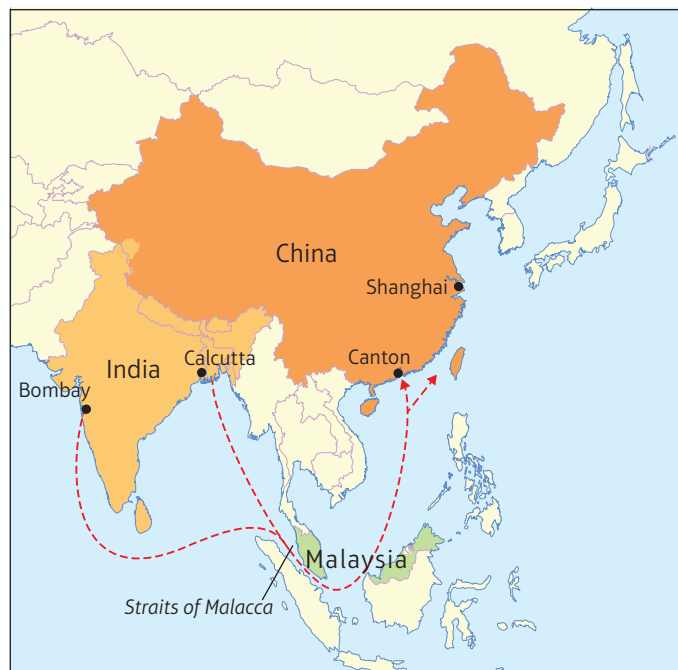 China
Shanghai
Calcutta
Canton
India
Bombay
Malaysia
Straits of Malacca